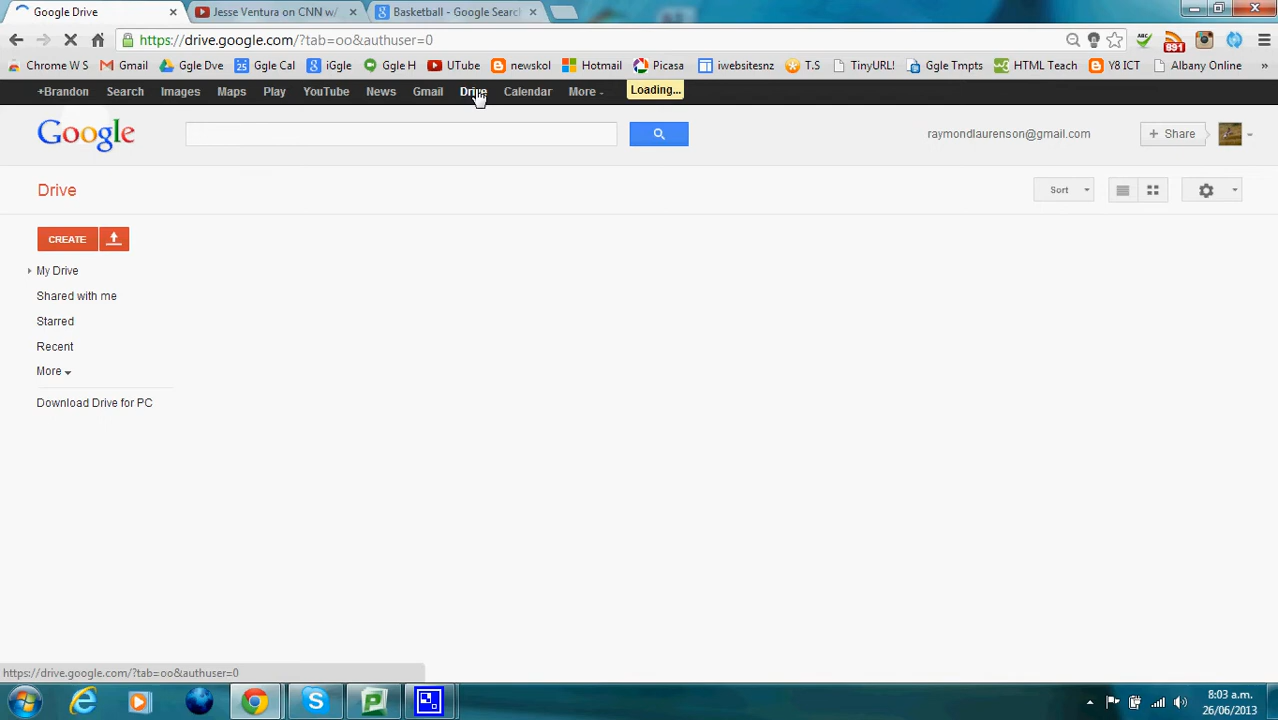 Google Drive
Jesse Ventura on CNN w/
Basketball - Google Searc
https://drive.google.com/?tab=oo&authuser=0
ABC
891
Chrome W S Gmail Ggle Dve 25 Ggle Cal iGgle Ggle H UTube newskol Hotmail Picasa iwebsitesnz T.S TinyURL! Ggle Tmpts HTML Teach Y8 ICT Albany Online
+Brandon Search Images Maps Play YouTube News Gmail Drive Calendar More
Loading...
Google
raymondlaurenson@gmail.com
+ Share
Drive
Sort
CREATE
My Drive
Shared with me
Starred
Recent
More
Download Drive for PC
https://drive.google.com/?tab=oo&authuser=0
8:03 a.m.
26/06/2013